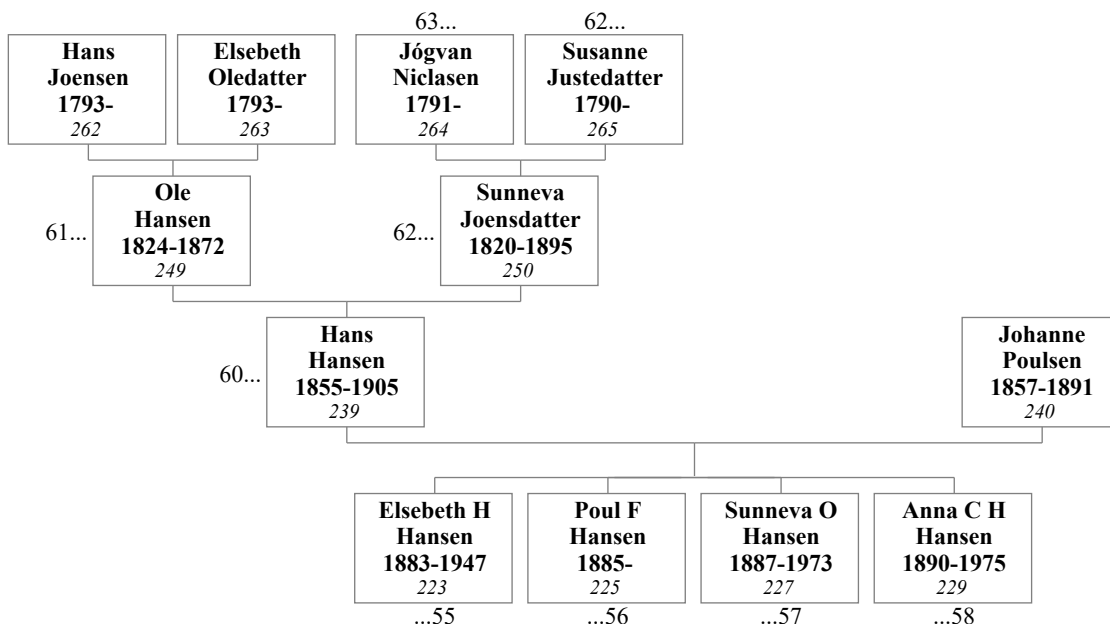 63...
62...
Hans
Joensen
1793-
262
Elsebeth
Oledatter
1793-
263
Jógvan
Niclasen
1791-
264
Susanne
Justedatter
1790-
265
61...
Ole
Hansen
1824-1872
249
62...
Sunneva
Joensdatter
1820-1895
250
60...
Hans
Hansen
1855-1905
239
Johanne
Poulsen
1857-1891
240
Elsebeth H
Hansen
1883-1947
223
...55
Poul F
Hansen
1885-
225
...56
Sunneva O
Hansen
1887-1973
227
...57
Anna C H
Hansen
1890-1975
229
...58